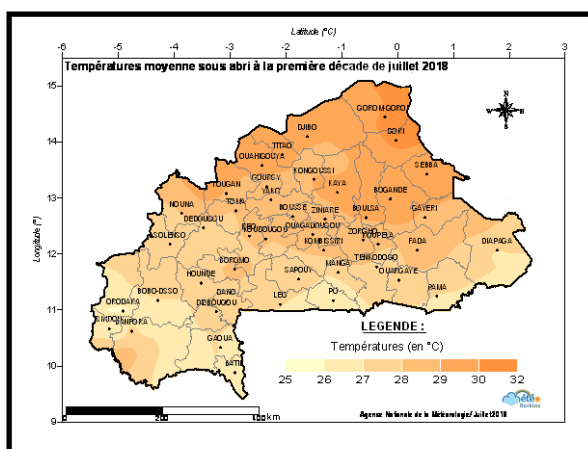 Latitude (°C)
-6 -5 -4 -3 -2 -1 0 1 2 3
Températures moyenne sous abri à la première décade de juillet 2018
15
GOROM-GOROM
N
W E
S
DJIBO
DORI
14
TITAO
OUAHIGOUYA
SEBBA
GOURCY
KONGOUSSI
KAYA
TOUGAN
YAKO
BOGANDE
13
NOUNA
TOMA
BOUSSE
ZINIARE
BOULSA
GAYERI
DEDOUGOU
OUAGADOUGOU
ZORGHO
SOLENZO
KOMBISSIRI
KOUPELA
FADA
DIAPAGA
12
BOROMO
MANGA
TENKODOGO
HOUNDE
SAPOUY
OUARGAYE
BOBO-DSSO
DANO
LEO
PO
PAMA
ORODARA
DIEBOUGOU
11
SINDOU
BANFORA
GAOUA
BATIE
10
9
Longitude (°)
LEGENDE :
Températures (en °C)
25 26 27 28 29 30 32
0 200 400 km
Météo
Burkina
Agence Nationale de la Météorologie/Juillet 2018